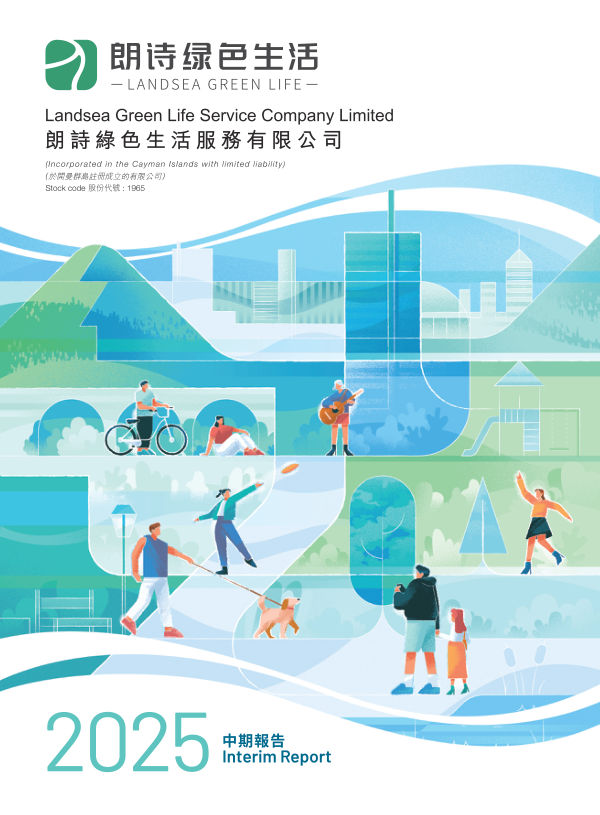 朗诗绿色生活
LANDSEA GREEN LIFE
Landsea Green Life Service Company Limited
朗詩綠色生活服務有限公司
(Incorporated in the Cayman Islands with limited liability)
(於開曼群島註冊成立的有限公司)
Stock code 股份代號 : 1965
2025
中期報告
Interim Report